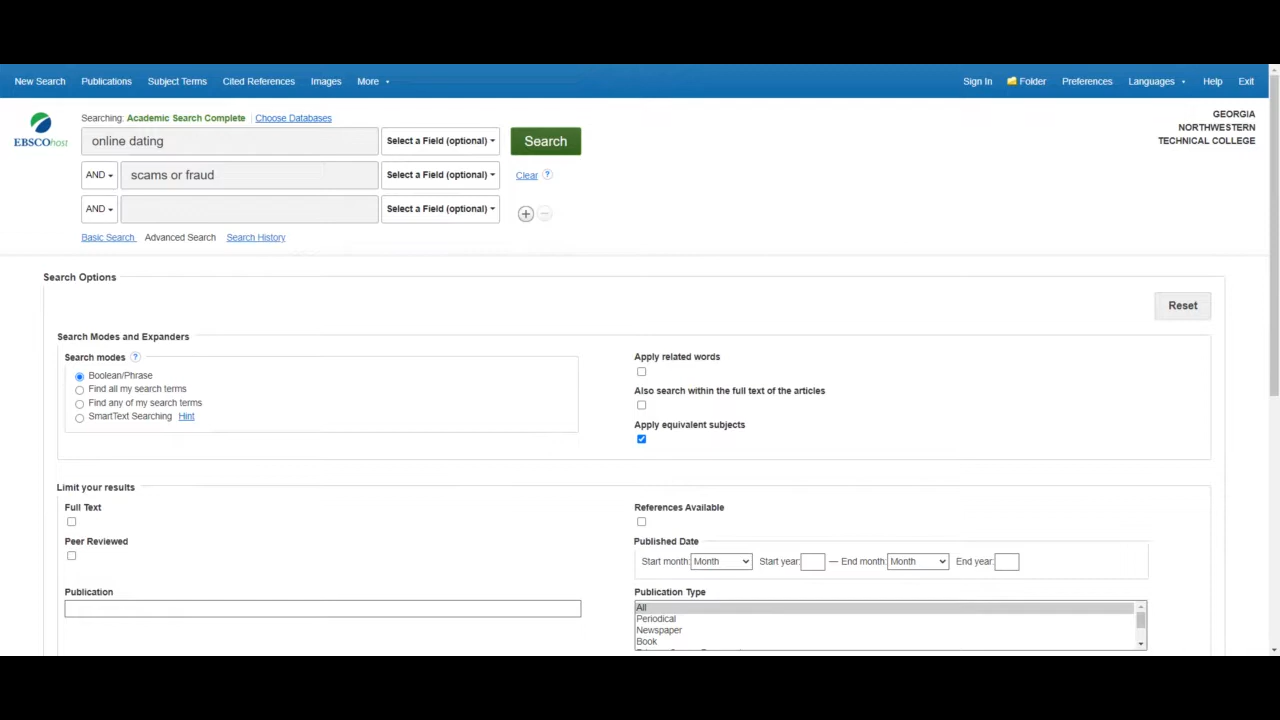 New Search Publications Subject Terms Cited References Images More Sign In Folder Preferences Languages Help Exit
EBSCOhost
Searching: Academic Search Complete Choose Databases
GEORGIA
NORTHWESTERN
TECHNICAL COLLEGE
online dating Select a Field (optional) Search
AND scams or fraud Select a Field (optional) Clear ?
AND Select a Field (optional)
Basic Search Advanced Search Search History
Search Options
Reset
Search Modes and Expanders
Search modes ?
Boolean/Phrase
Find all my search terms
Find any of my search terms
SmartText Searching Hint
Apply related words
Also search within the full text of the articles
Apply equivalent subjects
Limit your results
Full Text
References Available
Peer Reviewed
Published Date
Start month: Month Start year: — End month: Month End year:
Publication
Publication Type
All
Periodical
Newspaper
Book